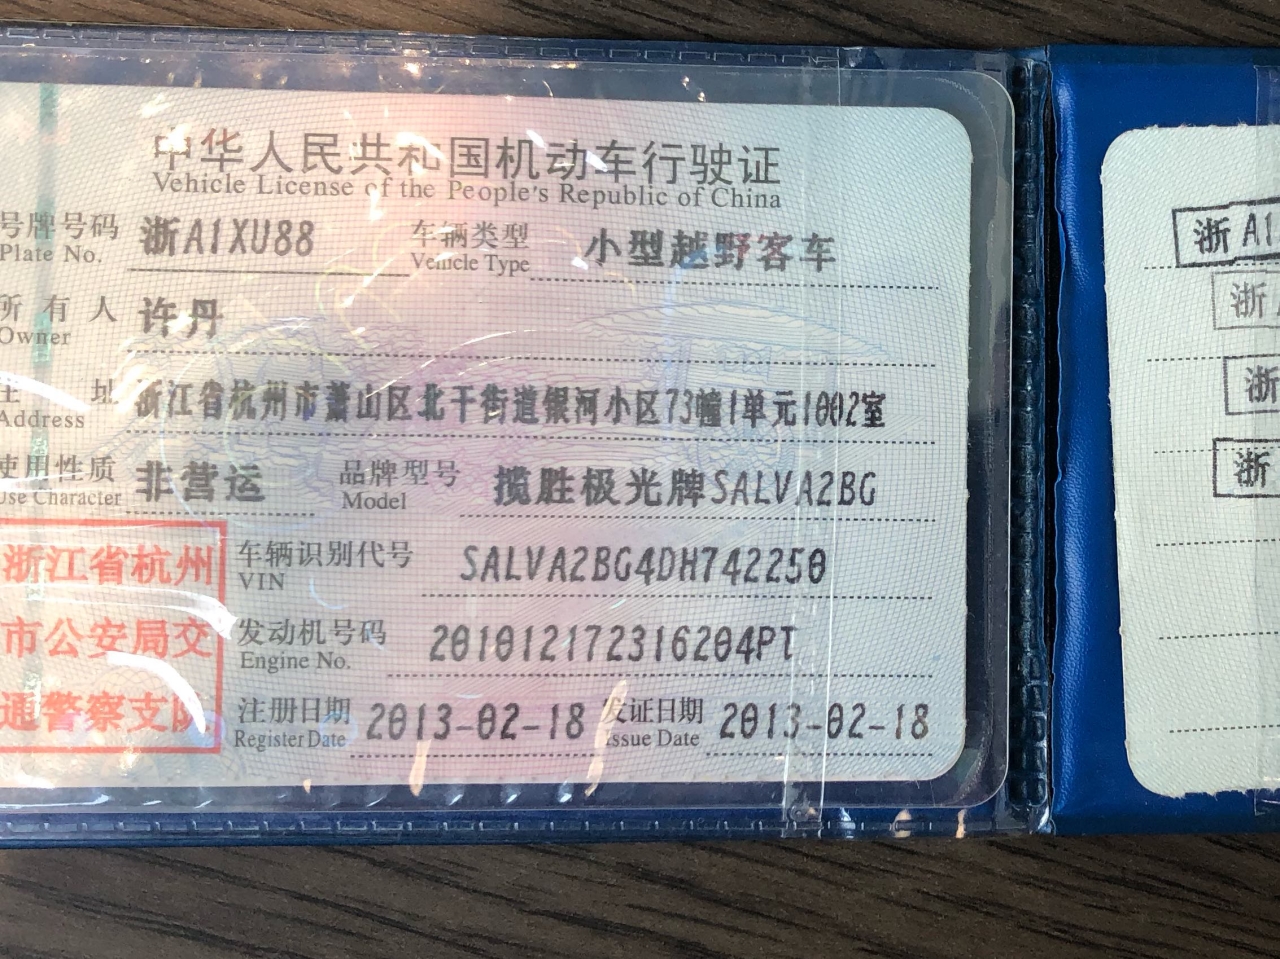 中华人民共和国机动车行驶证
Vehicle License of the People's Republic of China
号牌号码 浙A1XU88 车辆类型 小型越野客车
Plate No. Vehicle Type
所有人 许丹
Owner
址 浙江省杭州市萧山区北干街道银河小区73幢1单元1002室
Address
使用性质 非营运 品牌型号 揽胜极光牌SALVA2BG
Use Character Model
浙江省杭州
市公安局交
通警察支队
车辆识别代号 SALVA2BG4DH742250
VIN
发动机号码 201012172316204PT
Engine No.
注册日期 2013-02-18 发证日期 2013-02-18
Register Date Issue Date
浙A1
浙
浙
浙